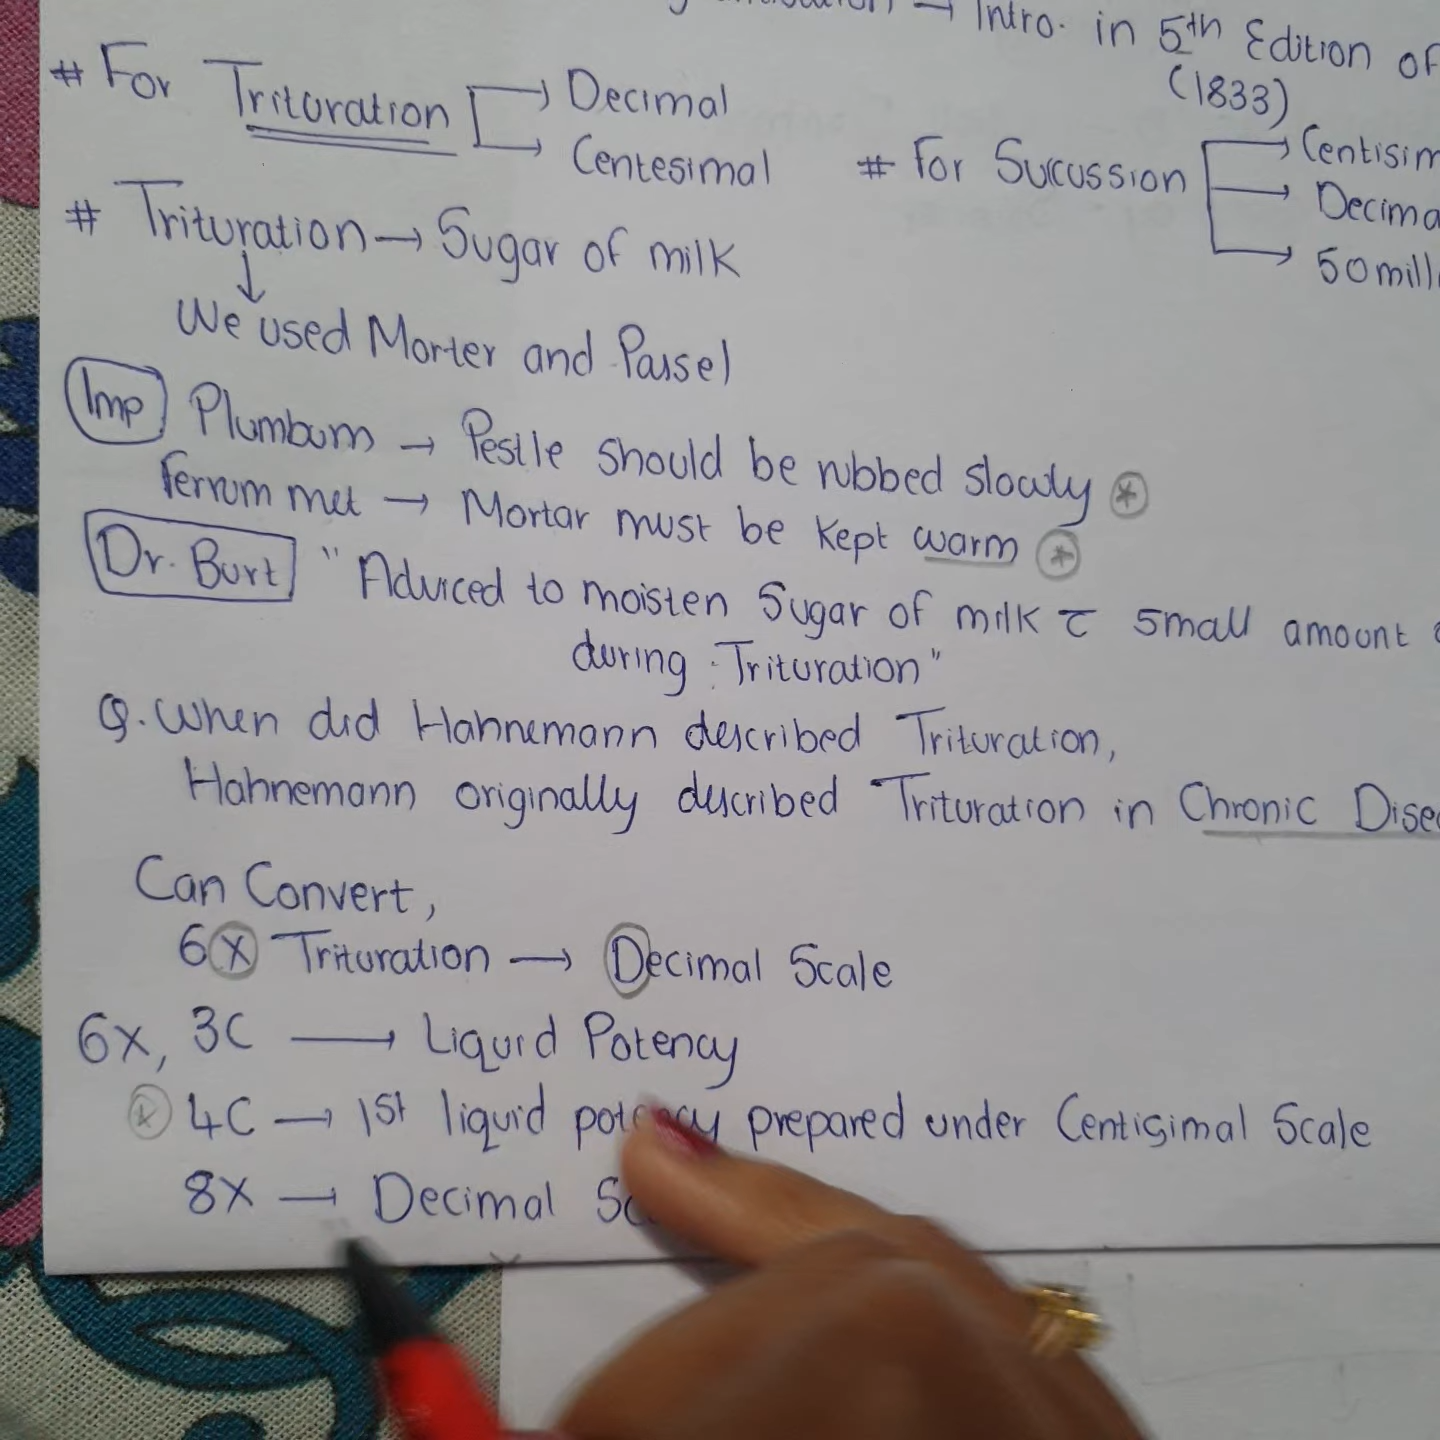 → Intro. in 5th Edition of
(1833)
# For Trituration → Decimal
→ Centesimal
# For Succussion → Centisim
→ Decima
→ 50 mill
# Trituration → Sugar of milk
↓
We used Morter and Passel
Imp Plumbum → Pestle should be rubbed slowly *
Ferrum met → Mortar must be kept warm *
Dr. Burt " Adviced to moisten Sugar of milk c small amount
during Trituration"
Q. When did Hahnemann described Trituration,
Hahnemann originally described Trituration in Chronic Dise
Can Convert,
6x Trituration → Decimal Scale
6x, 3C → Liquid Potency
* 4C → 1st liquid potency prepared under Centisimal Scale
8x → Decimal Sc